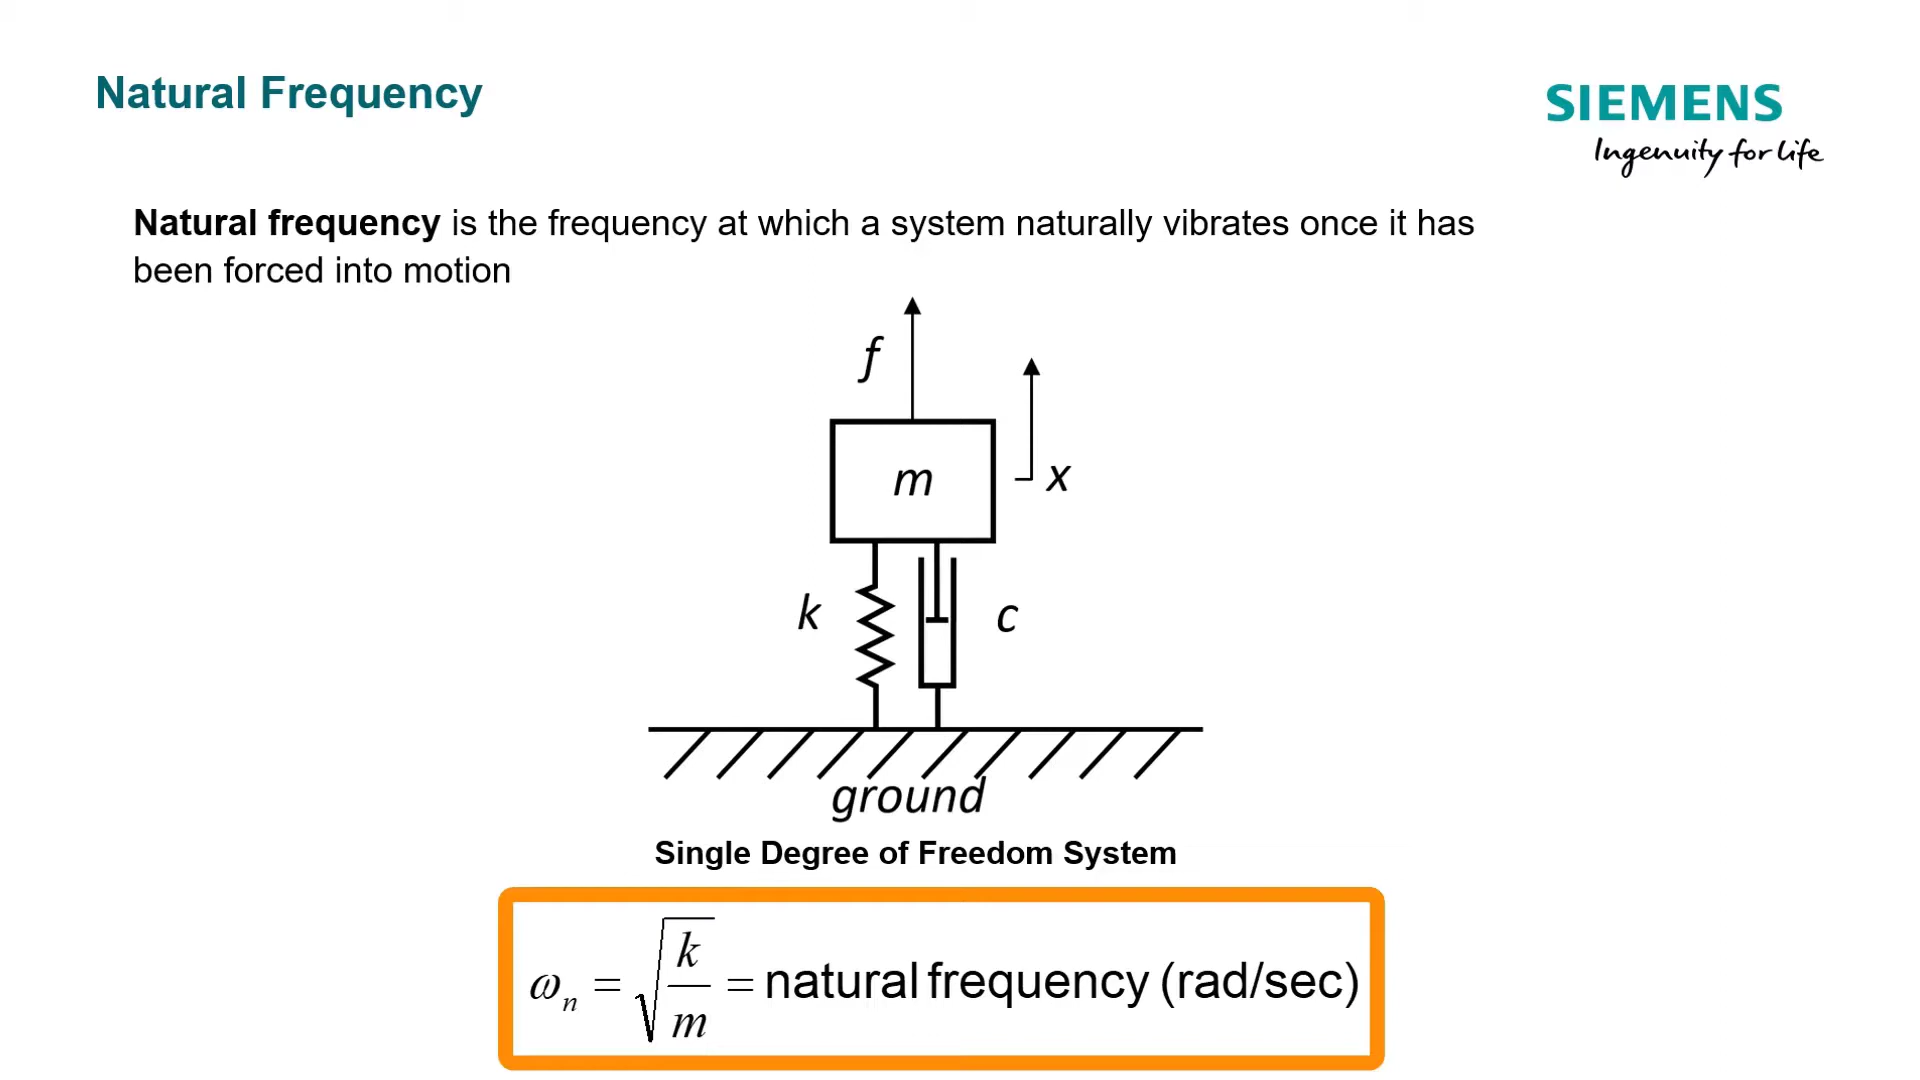 Natural Frequency
SIEMENS
Ingenuity for life
Natural frequency is the frequency at which a system naturally vibrates once it has
been forced into motion
f
m
x
k
c
ground
Single Degree of Freedom System
ωₙ = √(k/m) = natural frequency (rad/sec)